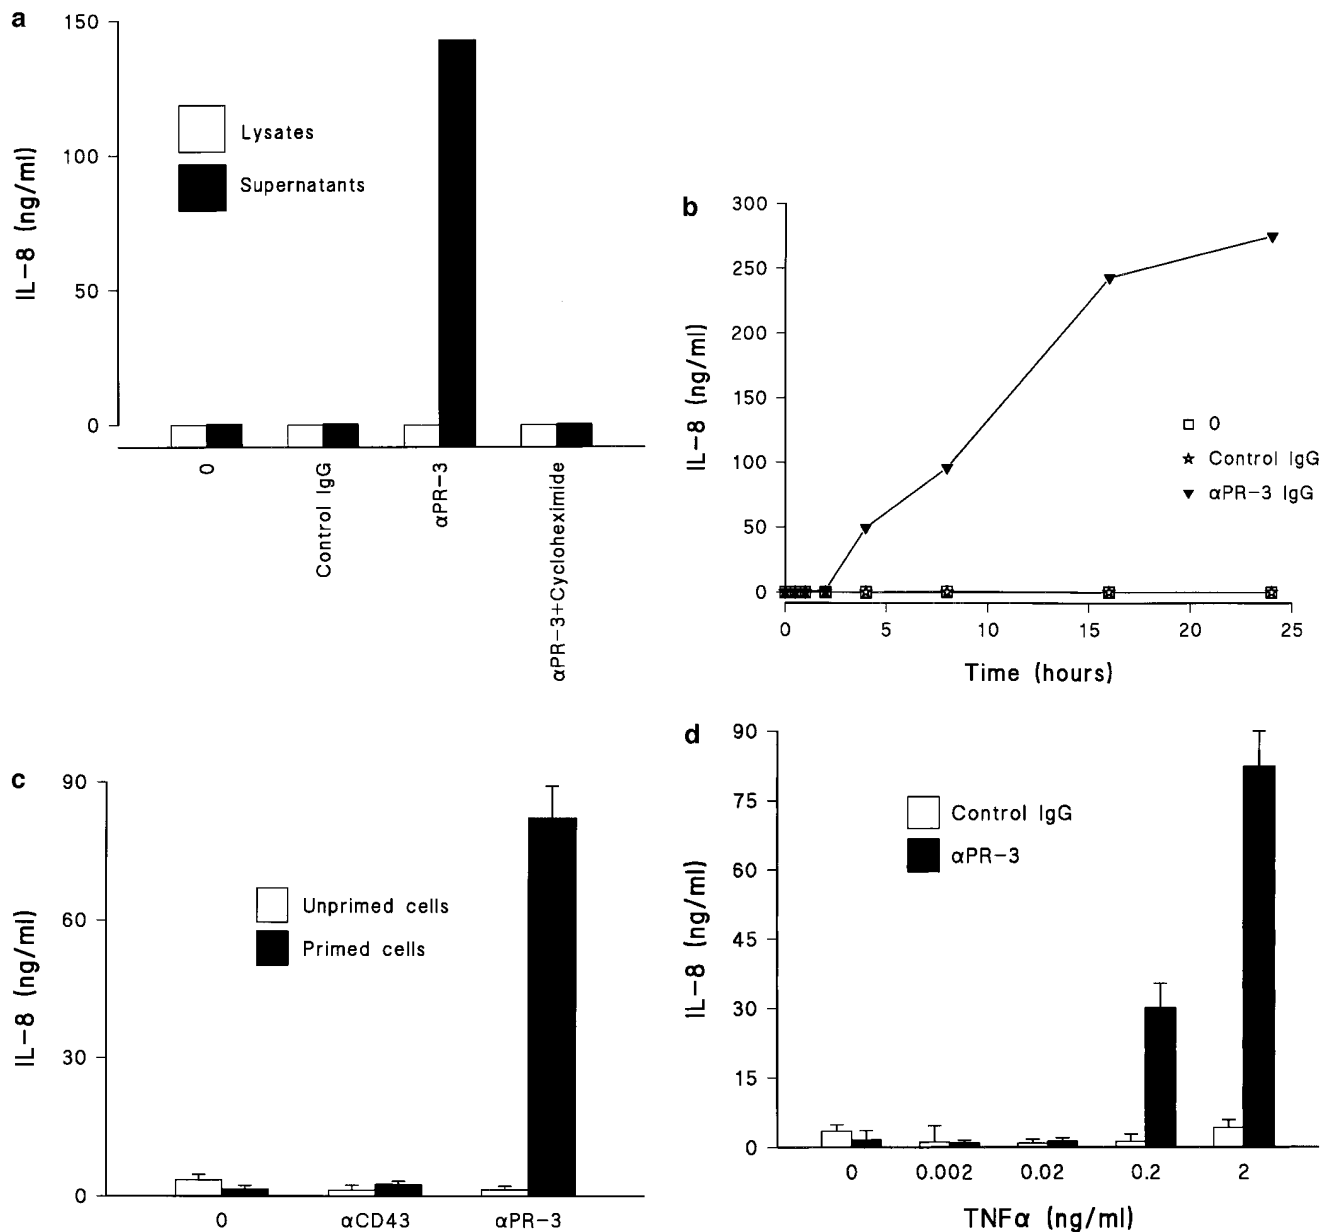 a
150
100
50
0
IL-8 (ng/ml)
Lysates
Supernatants
0
Control IgG
αPR-3
αPR-3+Cycloheximide
b
300
250
200
150
100
50
0
IL-8 (ng/ml)
0
Control IgG
αPR-3 IgG
0
5
10
15
20
25
Time (hours)
c
90
60
30
0
IL-8 (ng/ml)
Unprimed cells
Primed cells
0
αCD43
αPR-3
d
90
75
60
45
30
15
0
IL-8 (ng/ml)
Control IgG
αPR-3
0
0.002
0.02
0.2
2
TNFα (ng/ml)